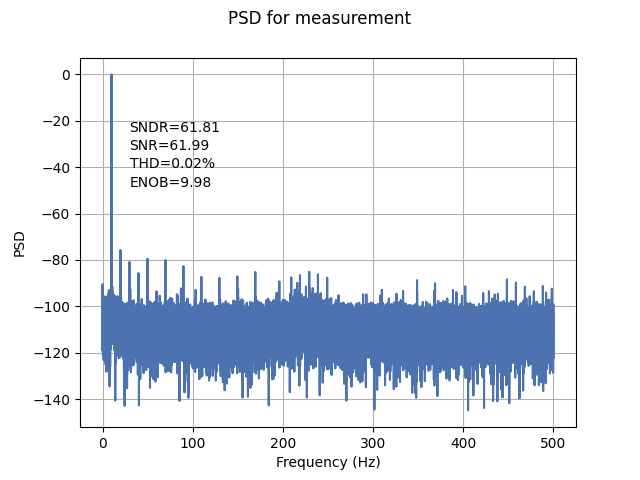 PSD for measurement
0
−20
−40
−60
−80
−100
−120
−140
PSD
SNDR=61.81
SNR=61.99
THD=0.02%
ENOB=9.98
0 100 200 300 400 500
Frequency (Hz)